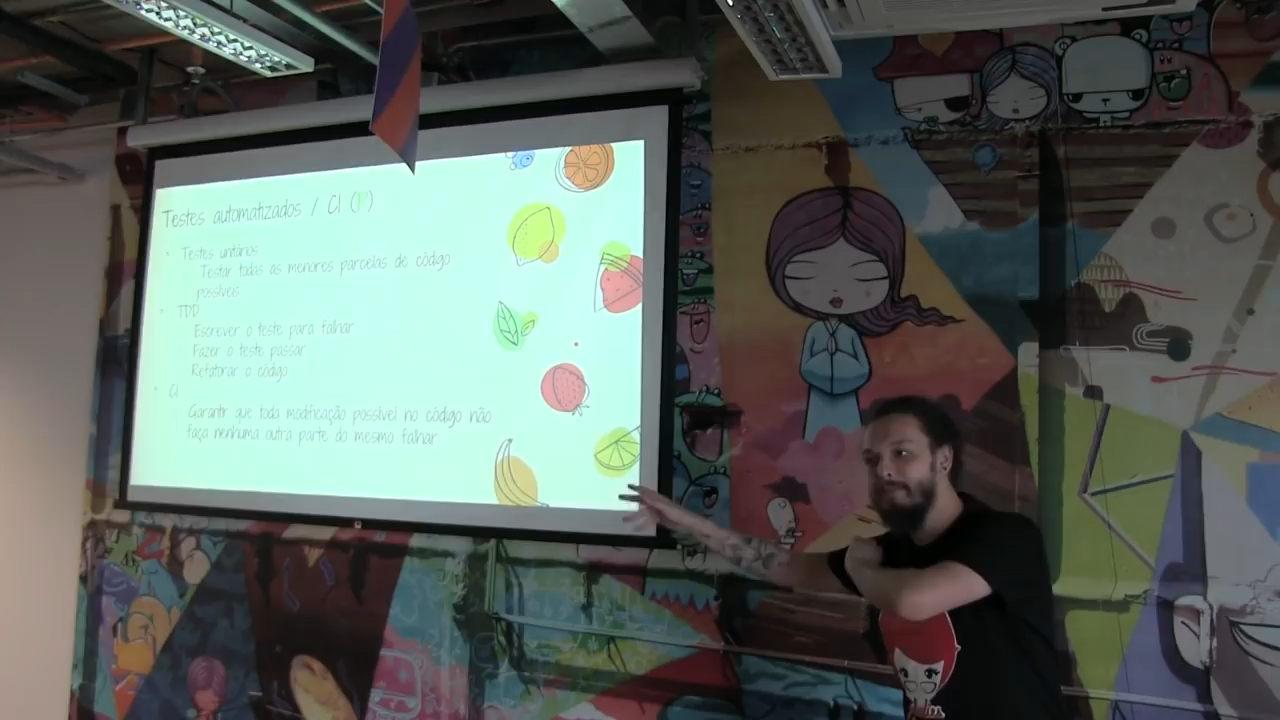 Testes automatizados / CI (?)
Testes unitários
Testar todas as menores parcelas de código
possíveis
TDD
Escrever o teste para falhar
Fazer o teste passar
Refatorar o código
CI
Garantir que toda modificação possível no código não
faça nenhuma outra parte do mesmo falhar